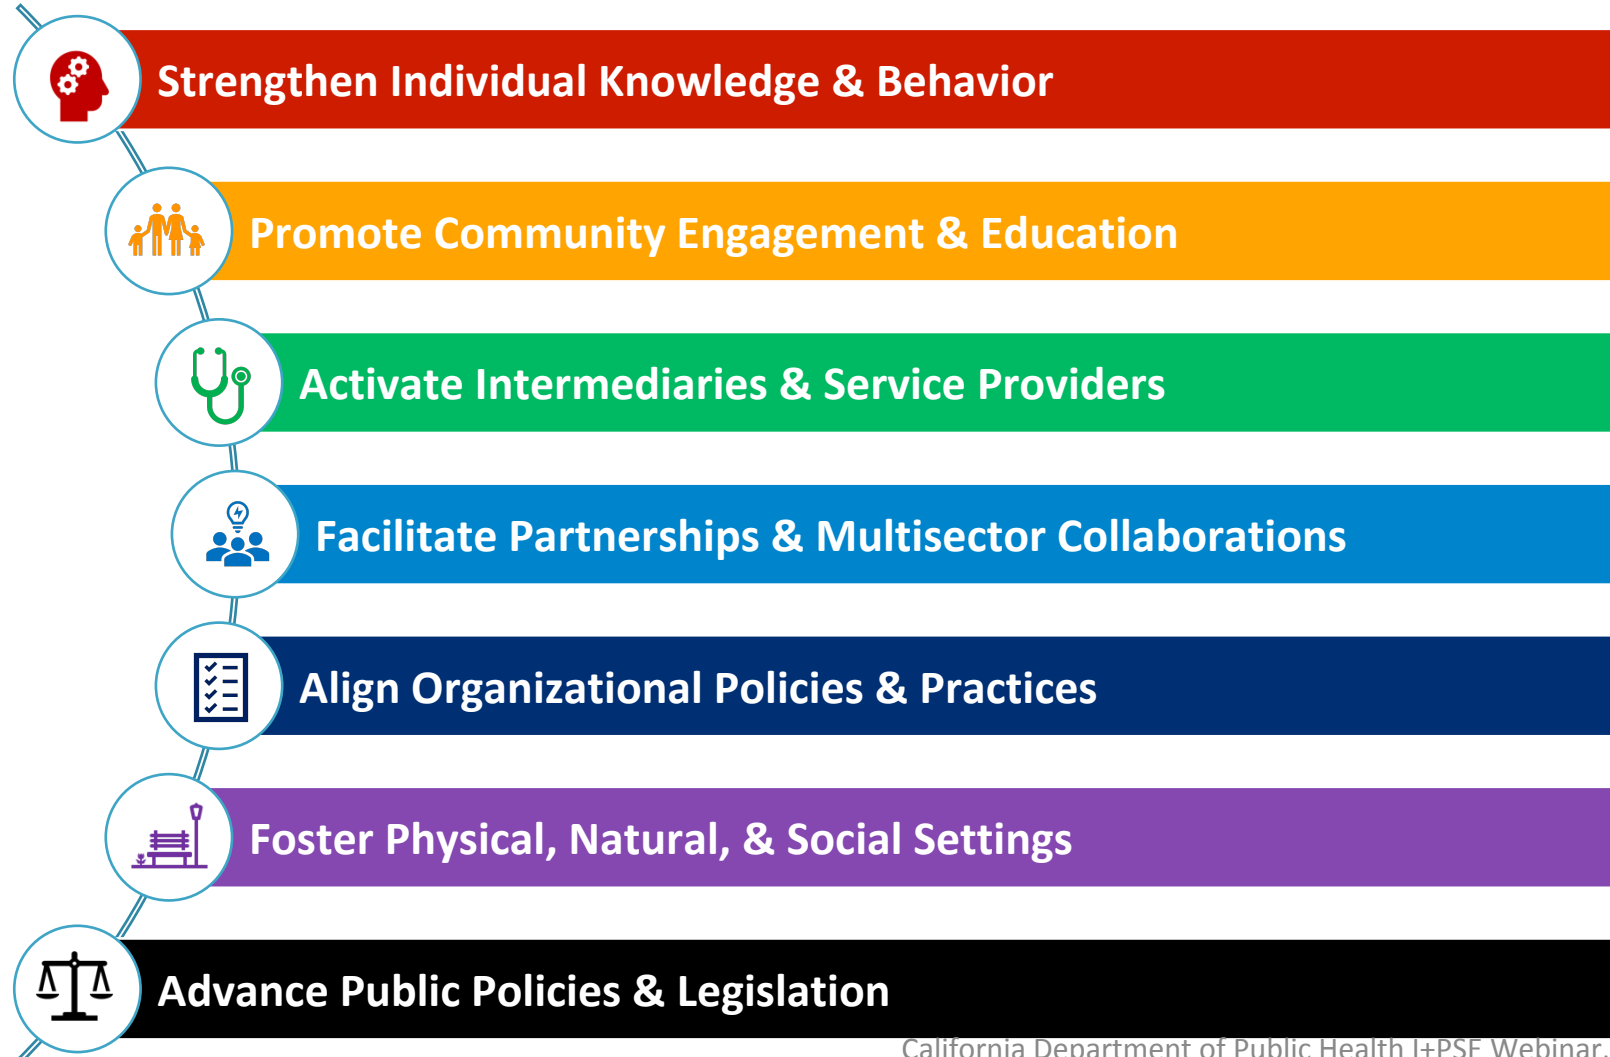 Strengthen Individual Knowledge & Behavior
Promote Community Engagement & Education
Activate Intermediaries & Service Providers
Facilitate Partnerships & Multisector Collaborations
Align Organizational Policies & Practices
Foster Physical, Natural, & Social Settings
Advance Public Policies & Legislation
California Department of Public Health I+PSE Webinar